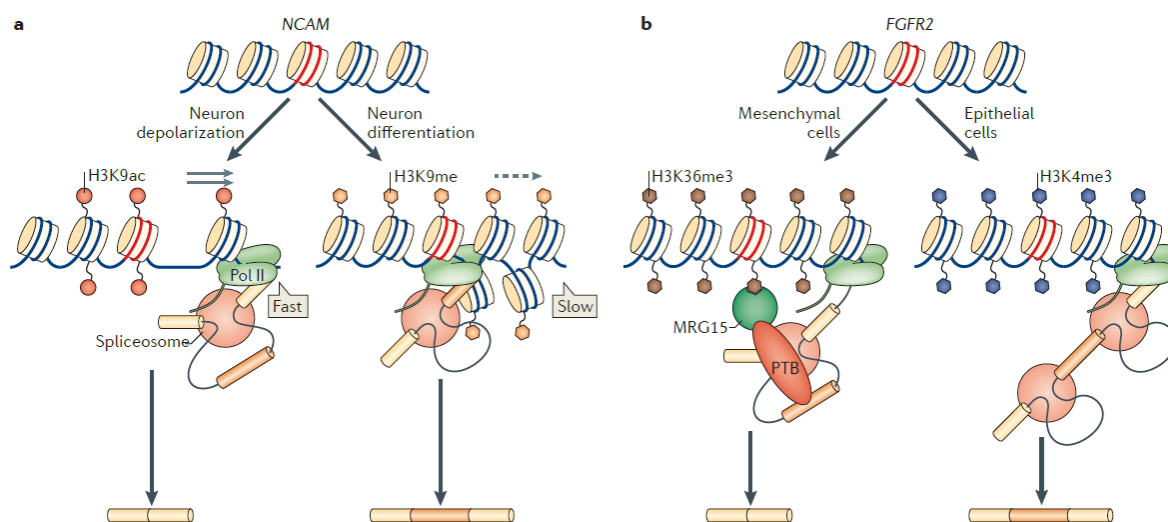 a
NCAM
Neuron
depolarization
Neuron
differentiation
H3K9ac
H3K9me
Pol II
Fast
Slow
Spliceosome
b
FGFR2
Mesenchymal
cells
Epithelial
cells
H3K36me3
H3K4me3
MRG15
PTB